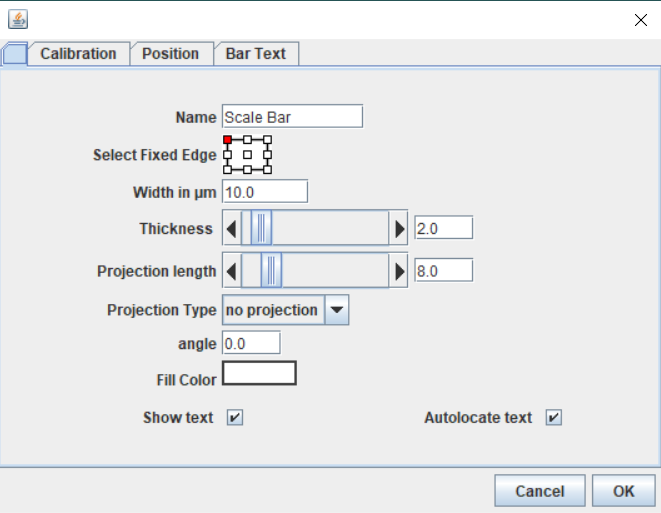 Calibration Position Bar Text
Name Scale Bar
Select Fixed Edge
Width in µm 10.0
Thickness 2.0
Projection length 8.0
Projection Type no projection
angle 0.0
Fill Color
Show text Autolocate text
Cancel OK